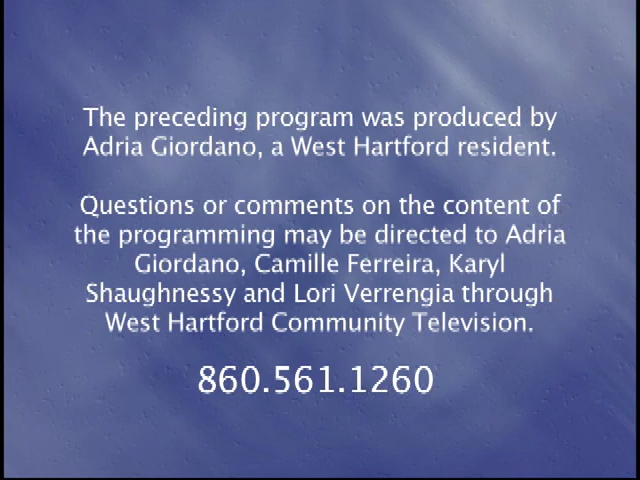 The preceding program was produced by
Adria Giordano, a West Hartford resident.
Questions or comments on the content of
the programming may be directed to Adria
Giordano, Camille Ferreira, Karyl
Shaughnessy and Lori Verrengia through
West Hartford Community Television.
860.561.1260